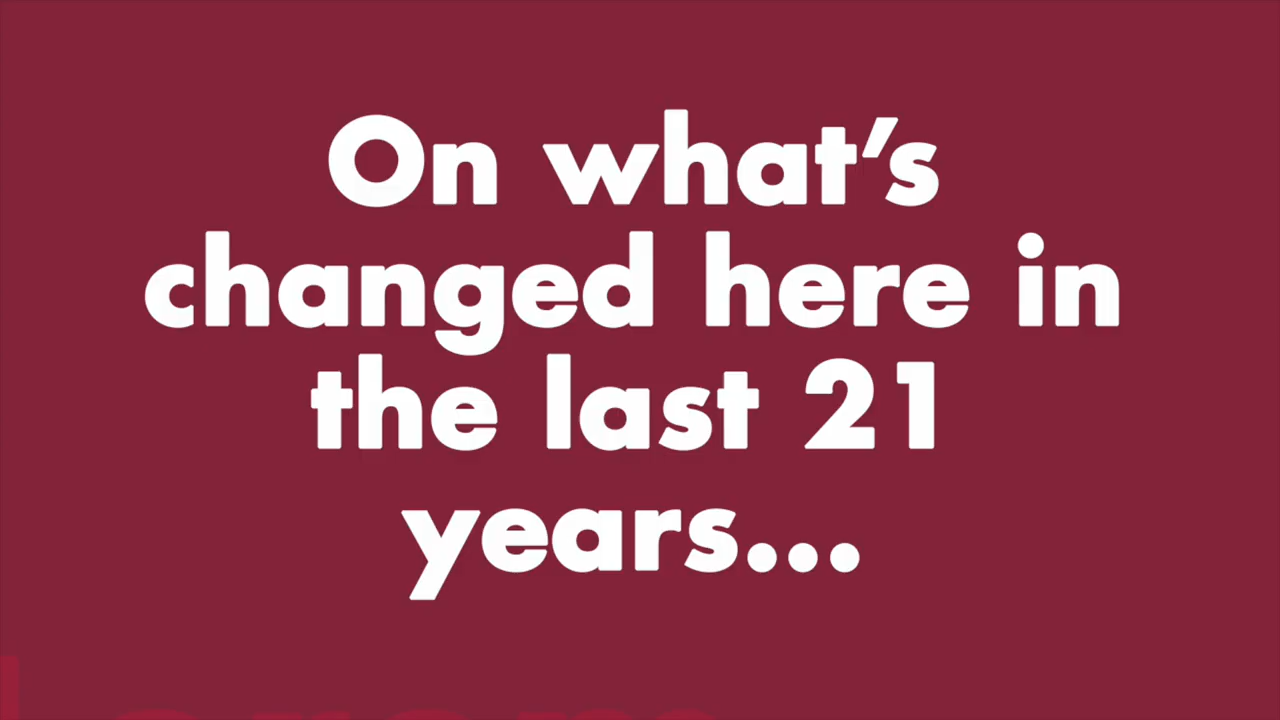 On what’s
changed here in
the last 21
years...